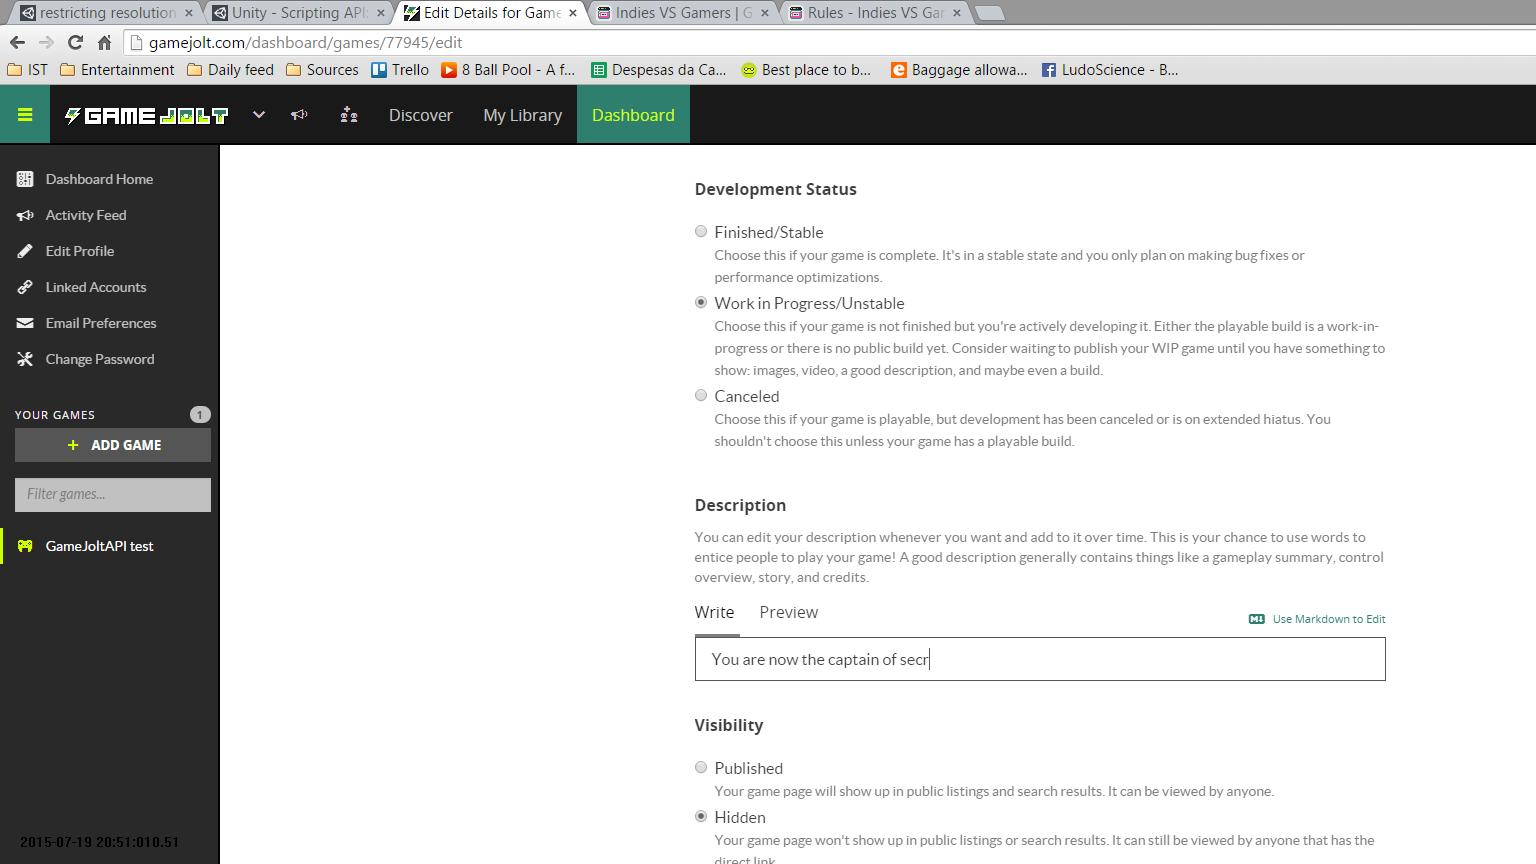 restricting resolution
Unity - Scripting API:
Edit Details for Game
Indies VS Gamers | G
Rules - Indies VS Gar
gamejolt.com/dashboard/games/77945/edit
IST
Entertainment
Daily feed
Sources
Trello
8 Ball Pool - A f...
Despesas da Ca...
Best place to b...
Baggage allowa...
LudoScience - B...
GAME JOLT
Discover
My Library
Dashboard
Dashboard Home
Activity Feed
Edit Profile
Linked Accounts
Email Preferences
Change Password
YOUR GAMES
1
+ ADD GAME
Filter games...
GameJoltAPI test
2015-07-19 20:51:010.51
Development Status
Finished/Stable
Choose this if your game is complete. It's in a stable state and you only plan on making bug fixes or
performance optimizations.
Work in Progress/Unstable
Choose this if your game is not finished but you're actively developing it. Either the playable build is a work-in-
progress or there is no public build yet. Consider waiting to publish your WIP game until you have something to
show: images, video, a good description, and maybe even a build.
Canceled
Choose this if your game is playable, but development has been canceled or is on extended hiatus. You
shouldn't choose this unless your game has a playable build.
Description
You can edit your description whenever you want and add to it over time. This is your chance to use words to
entice people to play your game! A good description generally contains things like a gameplay summary, control
overview, story, and credits.
Write
Preview
Use Markdown to Edit
You are now the captain of secr
Visibility
Published
Your game page will show up in public listings and search results. It can be viewed by anyone.
Hidden
Your game page won't show up in public listings or search results. It can still be viewed by anyone that has the
direct link